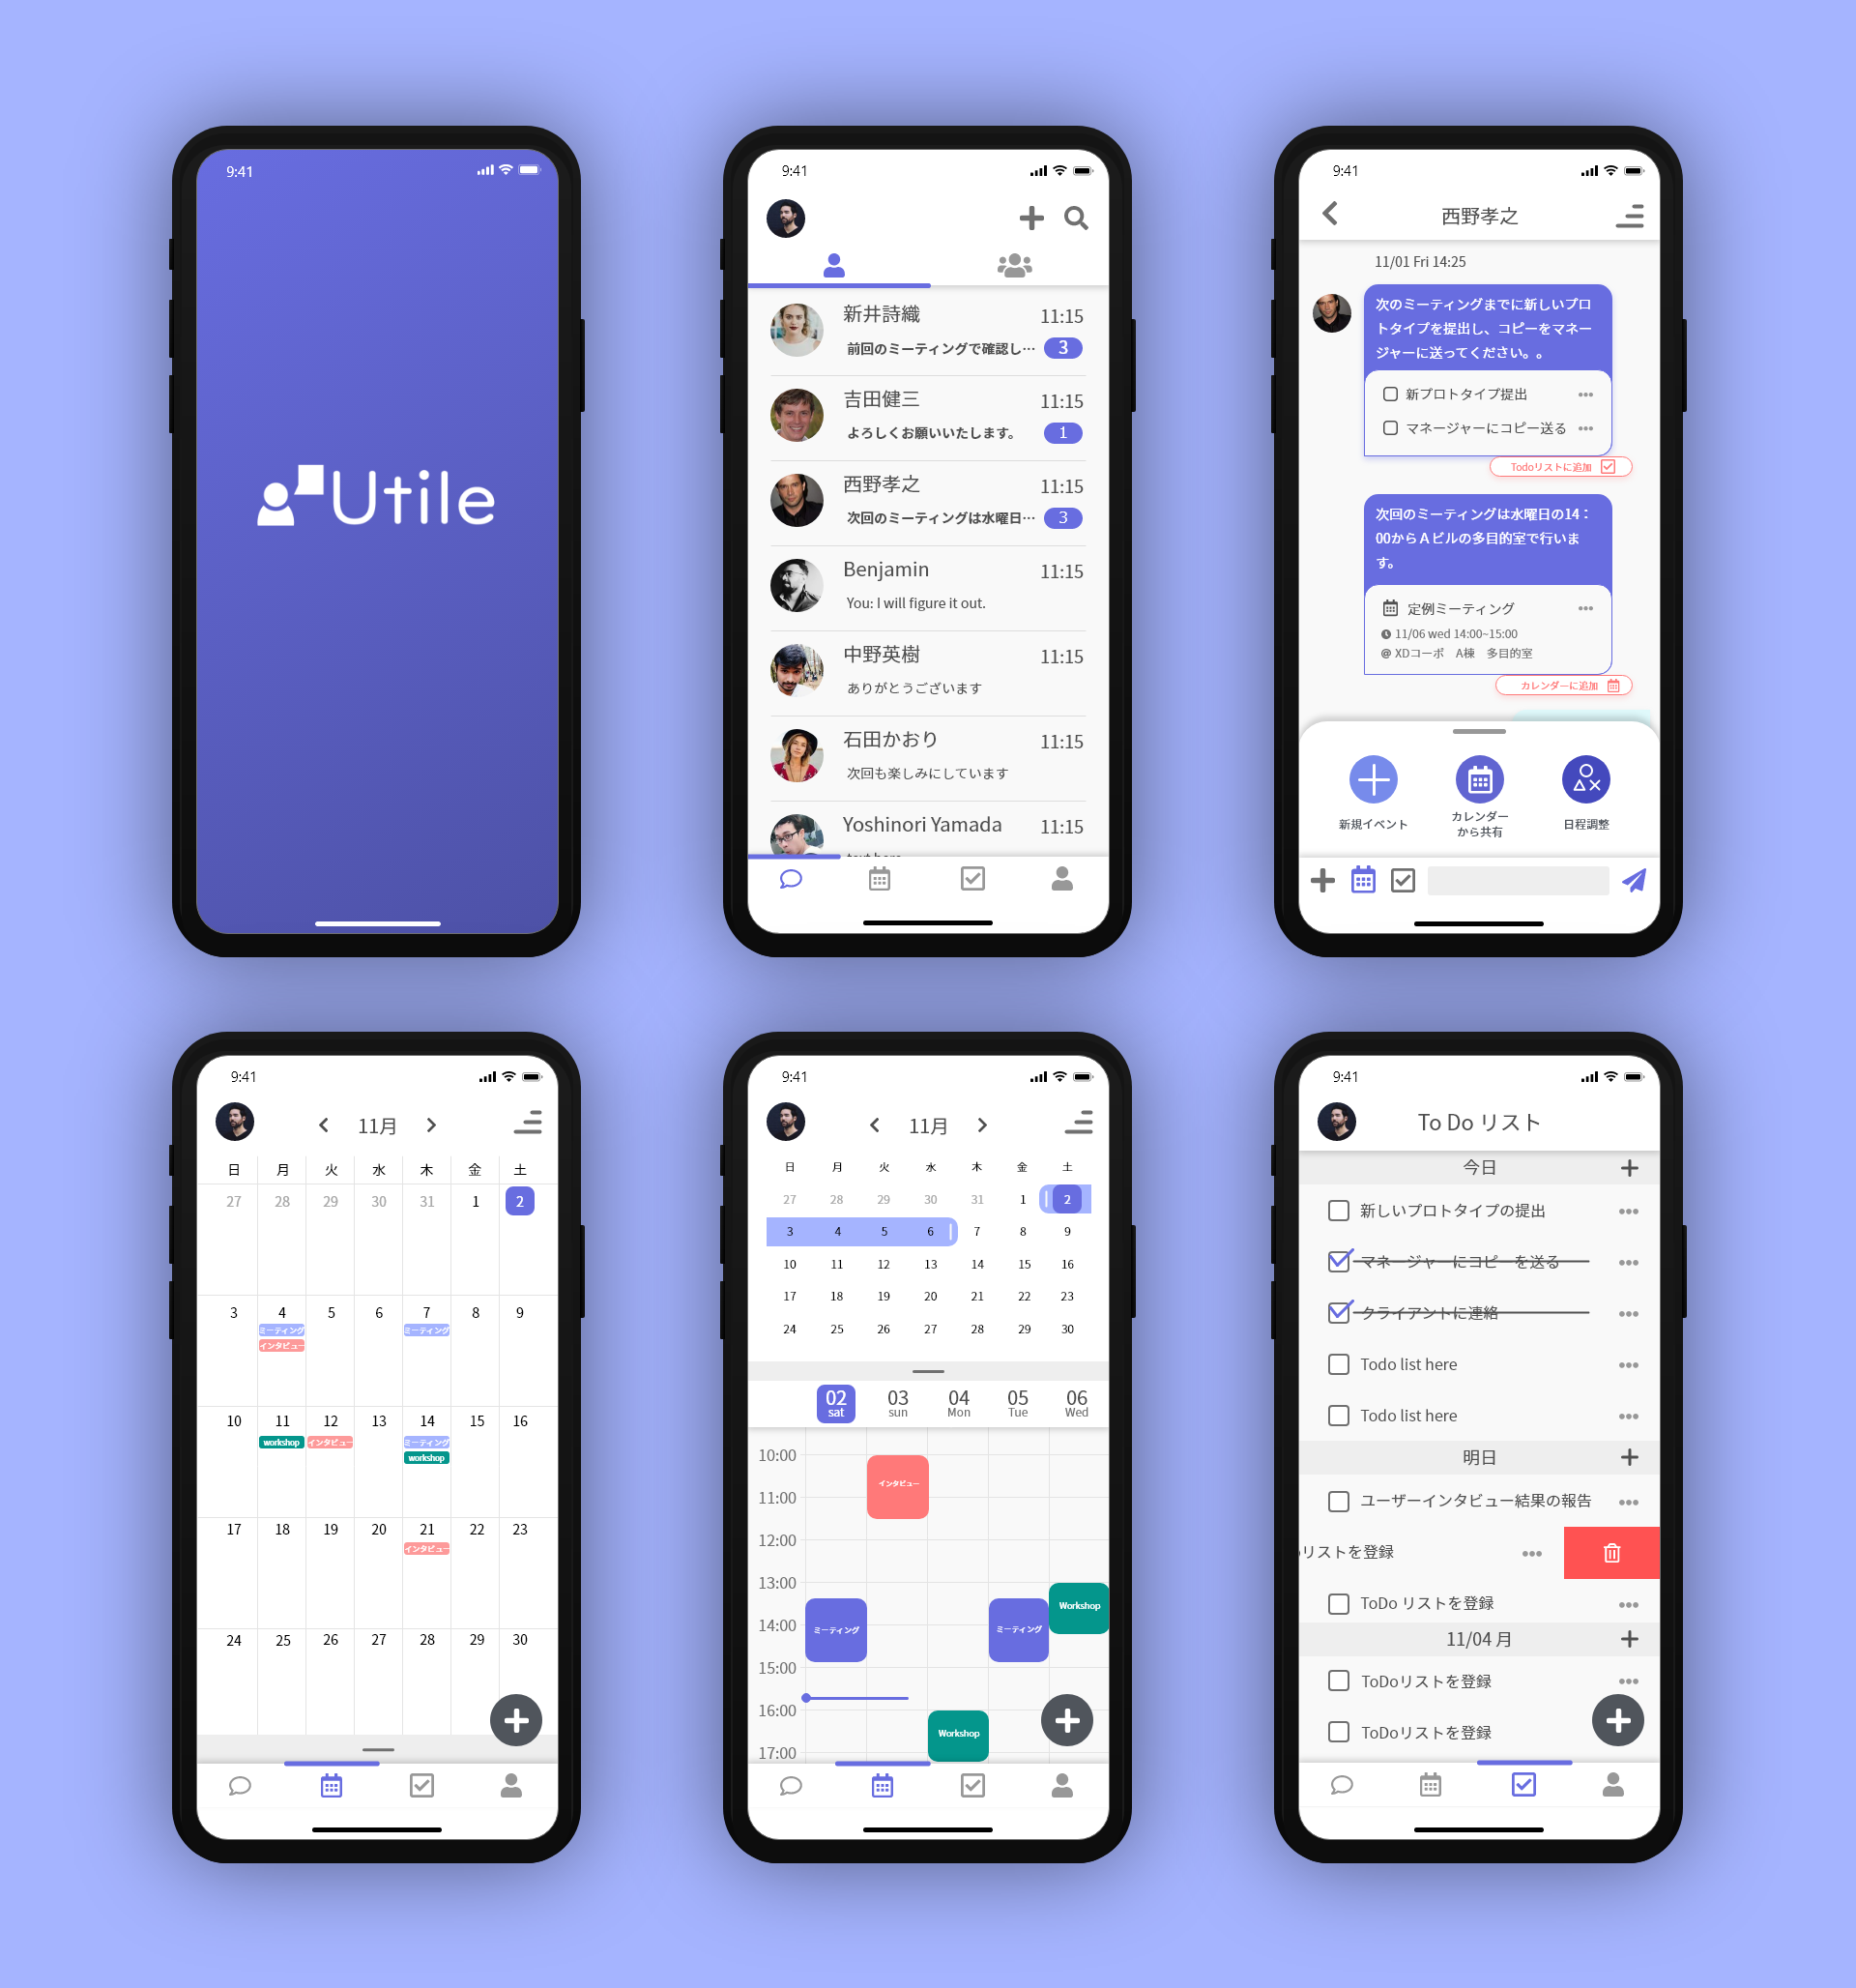 9:41
Utile
9:41
新井詩織
11:15
前回のミーティングで確認し…
3
吉田健三
11:15
よろしくお願いいたします。
1
西野孝之
11:15
次回のミーティングは水曜日…
3
Benjamin
11:15
You: I will figure it out.
中野英樹
11:15
ありがとうございます
石田かおり
11:15
次回も楽しみにしています
Yoshinori Yamada
11:15
9:41
西野孝之
11/01 Fri 14:25
次のミーティングまでに新しいプロ
トタイプを提出し、コピーをマネー
ジャーに送ってください。。
新プロトタイプ提出
マネージャーにコピー送る
Todoリストに追加
次回のミーティングは水曜日の14：
00からＡビルの多目的室で行いま
す。
定例ミーティング
11/06 wed 14:00~15:00
@ XDコーポ　A棟　多目的室
カレンダーに追加
新規イベント
カレンダー
から共有
日程調整
9:41
11月
日 月 火 水 木 金 土
27 28 29 30 31 1 2
3 4 5 6 7 8 9
ミーティング ミーティング
インタビュー
10 11 12 13 14 15 16
workshop インタビュー ミーティング
workshop
17 18 19 20 21 22 23
インタビュー
24 25 26 27 28 29 30
9:41
11月
日 月 火 水 木 金 土
27 28 29 30 31 1 2
3 4 5 6 7 8 9
10 11 12 13 14 15 16
17 18 19 20 21 22 23
24 25 26 27 28 29 30
02 03 04 05 06
sat sun Mon Tue Wed
10:00
インタビュー
11:00
12:00
13:00
Workshop
14:00
ミーティング ミーティング
15:00
16:00
Workshop
17:00
9:41
To Do リスト
今日
新しいプロトタイプの提出
マネージャーにコピーを送る
クライアントに連絡
Todo list here
Todo list here
明日
ユーザーインタビュー結果の報告
リストを登録
ToDo リストを登録
11/04 月
ToDoリストを登録
ToDoリストを登録